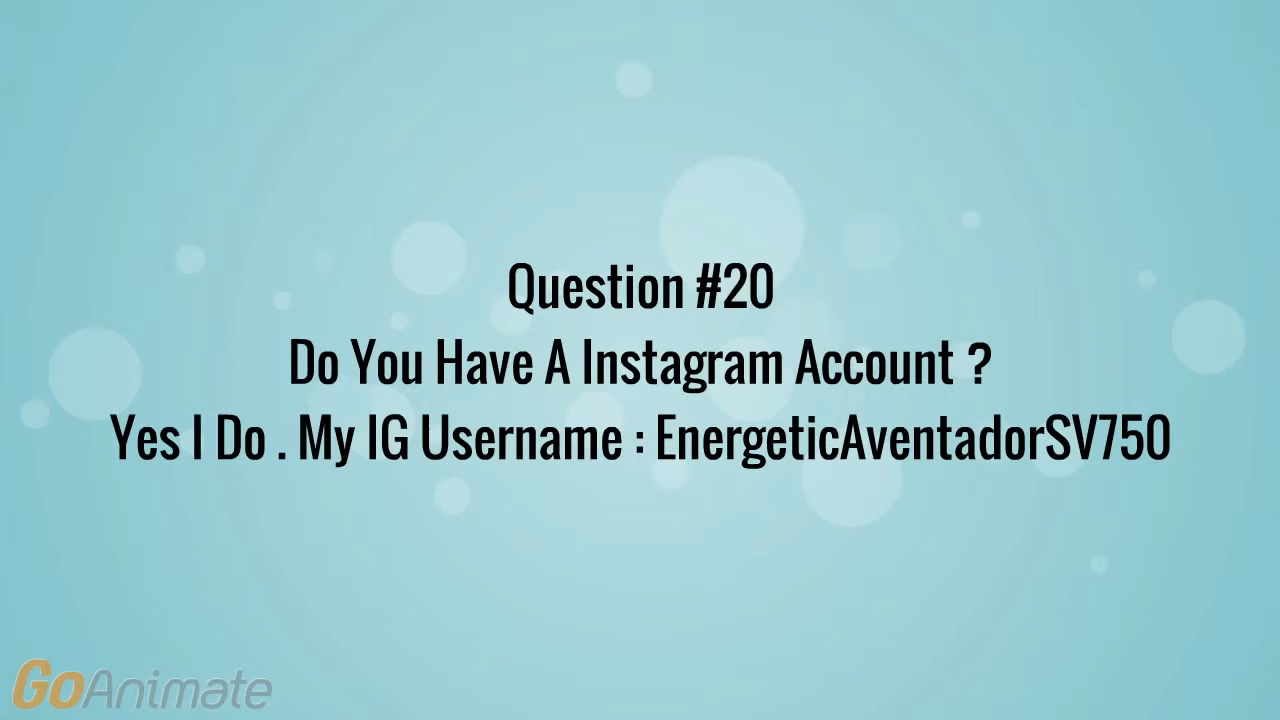 Question #20
Do You Have A Instagram Account ?
Yes I Do . My IG Username : EnergeticAventadorSV750
GoAnimate